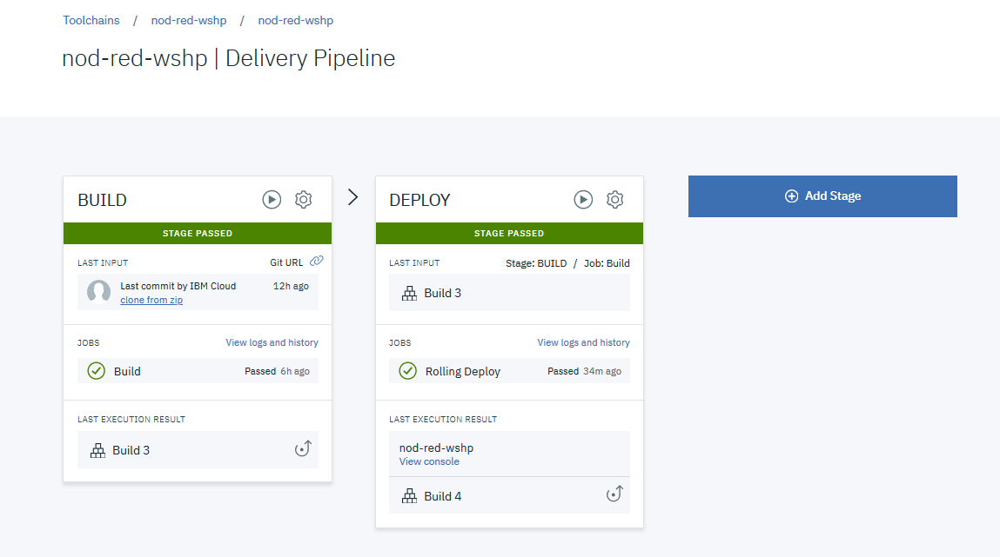 Toolchains / nod-red-wshp / nod-red-wshp
nod-red-wshp | Delivery Pipeline
BUILD
STAGE PASSED
LAST INPUT Git URL
Last commit by IBM Cloud 12h ago
clone from zip
JOBS View logs and history
Build Passed 6h ago
LAST EXECUTION RESULT
Build 3
DEPLOY
STAGE PASSED
LAST INPUT Stage: BUILD / Job: Build
Build 3
JOBS View logs and history
Rolling Deploy Passed 34m ago
LAST EXECUTION RESULT
nod-red-wshp
View console
Build 4
Add Stage